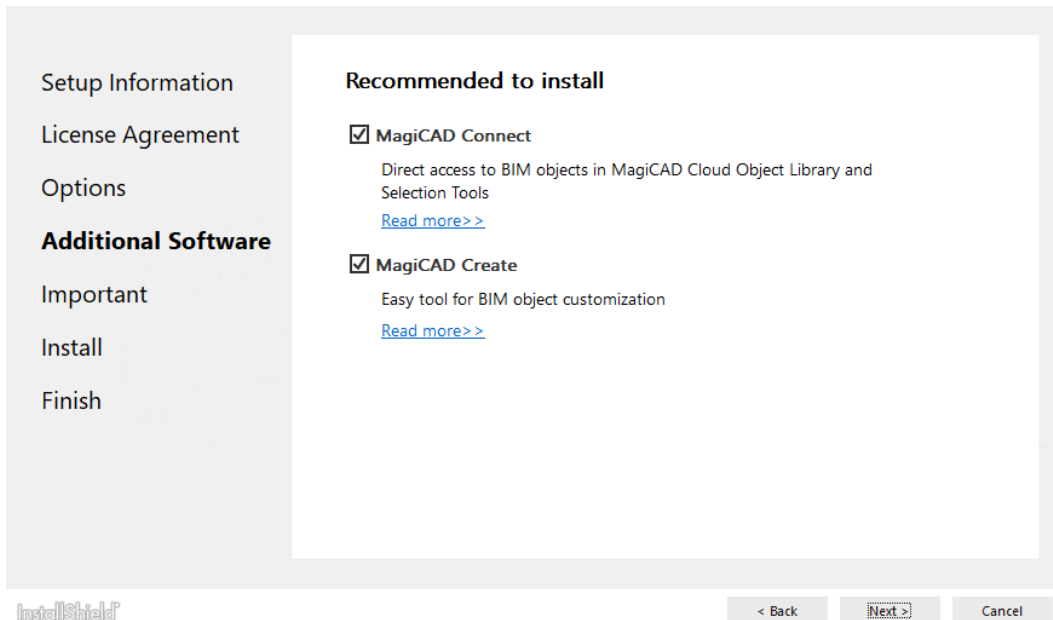 Setup Information
License Agreement
Options
Additional Software
Important
Install
Finish
Recommended to install
MagiCAD Connect
Direct access to BIM objects in MagiCAD Cloud Object Library and
Selection Tools
Read more>>
MagiCAD Create
Easy tool for BIM object customization
Read more>>
InstallShield
< Back
Next >
Cancel